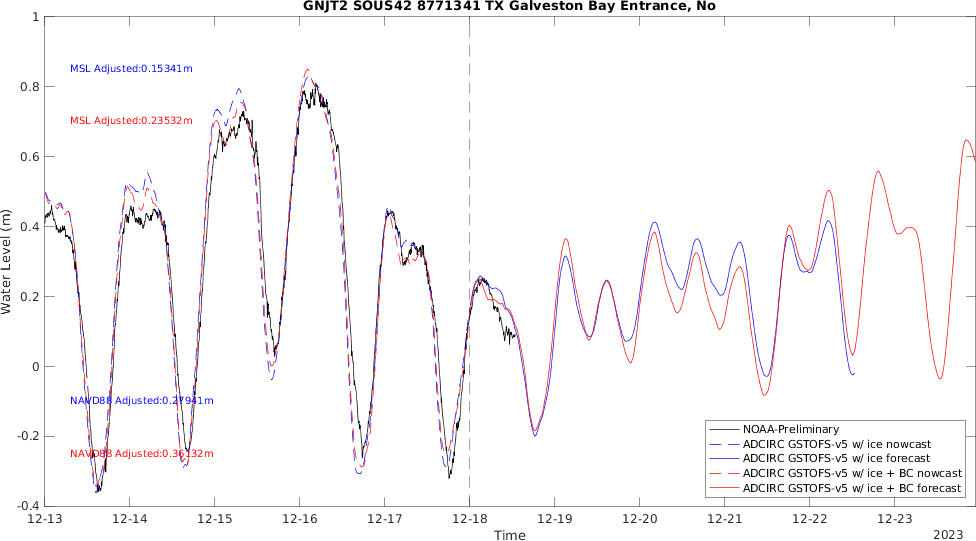 GNJT2 SOUS42 8771341 TX Galveston Bay Entrance, No
1
0.8
0.6
0.4
0.2
0
-0.2
-0.4
Water Level (m)
MSL Adjusted:0.15341m
MSL Adjusted:0.23532m
NAVD88 Adjusted:0.27941m
NAVD88 Adjusted:0.36132m
NOAA-Preliminary
ADCIRC GSTOFS-v5 w/ ice nowcast
ADCIRC GSTOFS-v5 w/ ice forecast
ADCIRC GSTOFS-v5 w/ ice + BC nowcast
ADCIRC GSTOFS-v5 w/ ice + BC forecast
12-13 12-14 12-15 12-16 12-17 12-18 12-19 12-20 12-21 12-22 12-23
Time
2023